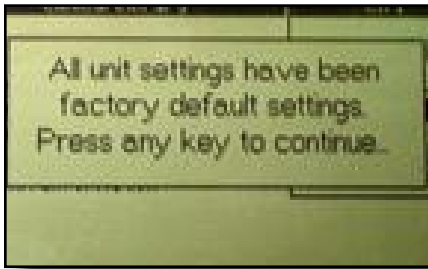 All unit settings have been
factory default settings.
Press any key to continue..